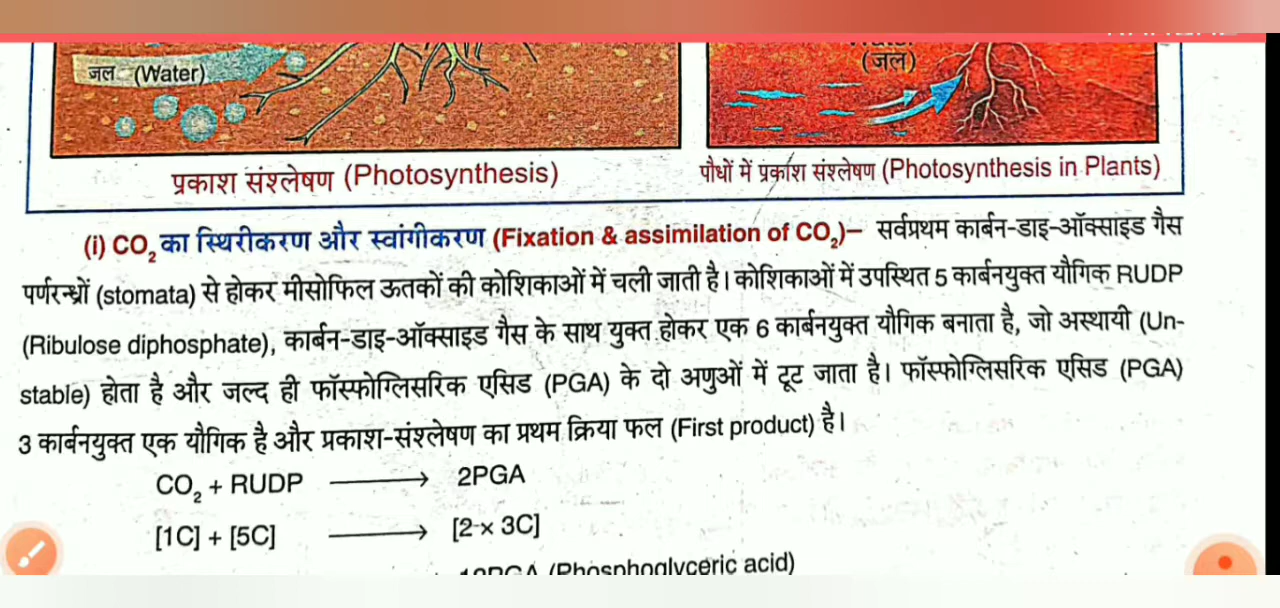 जल (Water)
(जल)
प्रकाश संश्लेषण (Photosynthesis)
पौधों में प्रकाश संश्लेषण (Photosynthesis in Plants)
(i) CO₂ का स्थिरीकरण और स्वांगीकरण (Fixation & assimilation of CO₂)– सर्वप्रथम कार्बन-डाइ-ऑक्साइड गैस
पर्णरन्ध्रों (stomata) से होकर मीसोफिल ऊतकों की कोशिकाओं में चली जाती है। कोशिकाओं में उपस्थित 5 कार्बनयुक्त यौगिक RUDP
(Ribulose diphosphate), कार्बन-डाइ-ऑक्साइड गैस के साथ युक्त होकर एक 6 कार्बनयुक्त यौगिक बनाता है, जो अस्थायी (Un-
stable) होता है और जल्द ही फॉस्फोग्लिसरिक एसिड (PGA) के दो अणुओं में टूट जाता है। फॉस्फोग्लिसरिक एसिड (PGA)
3 कार्बनयुक्त एक यौगिक है और प्रकाश-संश्लेषण का प्रथम क्रिया फल (First product) है।
CO₂ + RUDP ⟶ 2PGA
[1C] + [5C] ⟶ [2 x 3C]
(Phosphoglyceric acid)